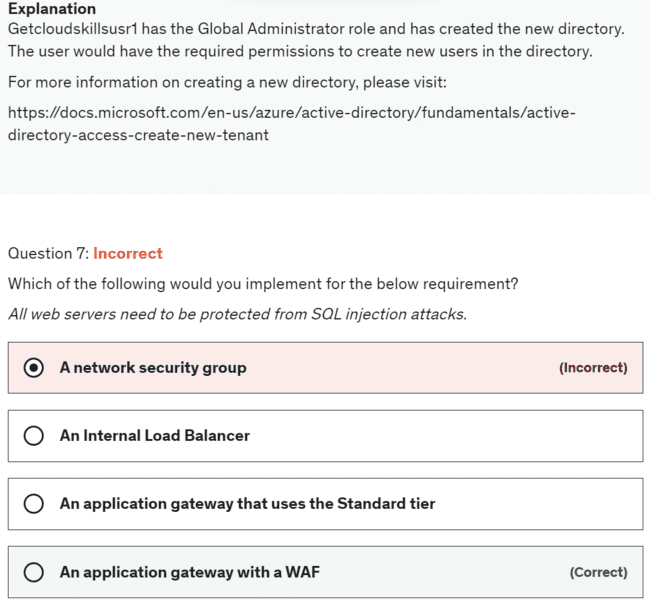 Explanation
Getcloudskillsusr1 has the Global Administrator role and has created the new directory.
The user would have the required permissions to create new users in the directory.
For more information on creating a new directory, please visit:
https://docs.microsoft.com/en-us/azure/active-directory/fundamentals/active-
directory-access-create-new-tenant
Question 7: Incorrect
Which of the following would you implement for the below requirement?
All web servers need to be protected from SQL injection attacks.
A network security group (Incorrect)
An Internal Load Balancer
An application gateway that uses the Standard tier
An application gateway with a WAF (Correct)